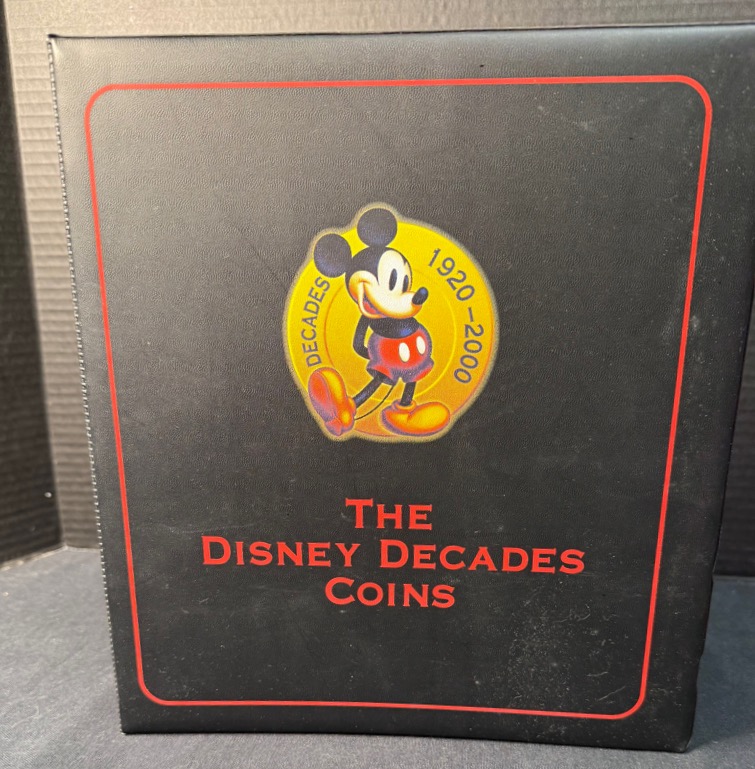 DECADES
1920–2000
THE
DISNEY DECADES
COINS